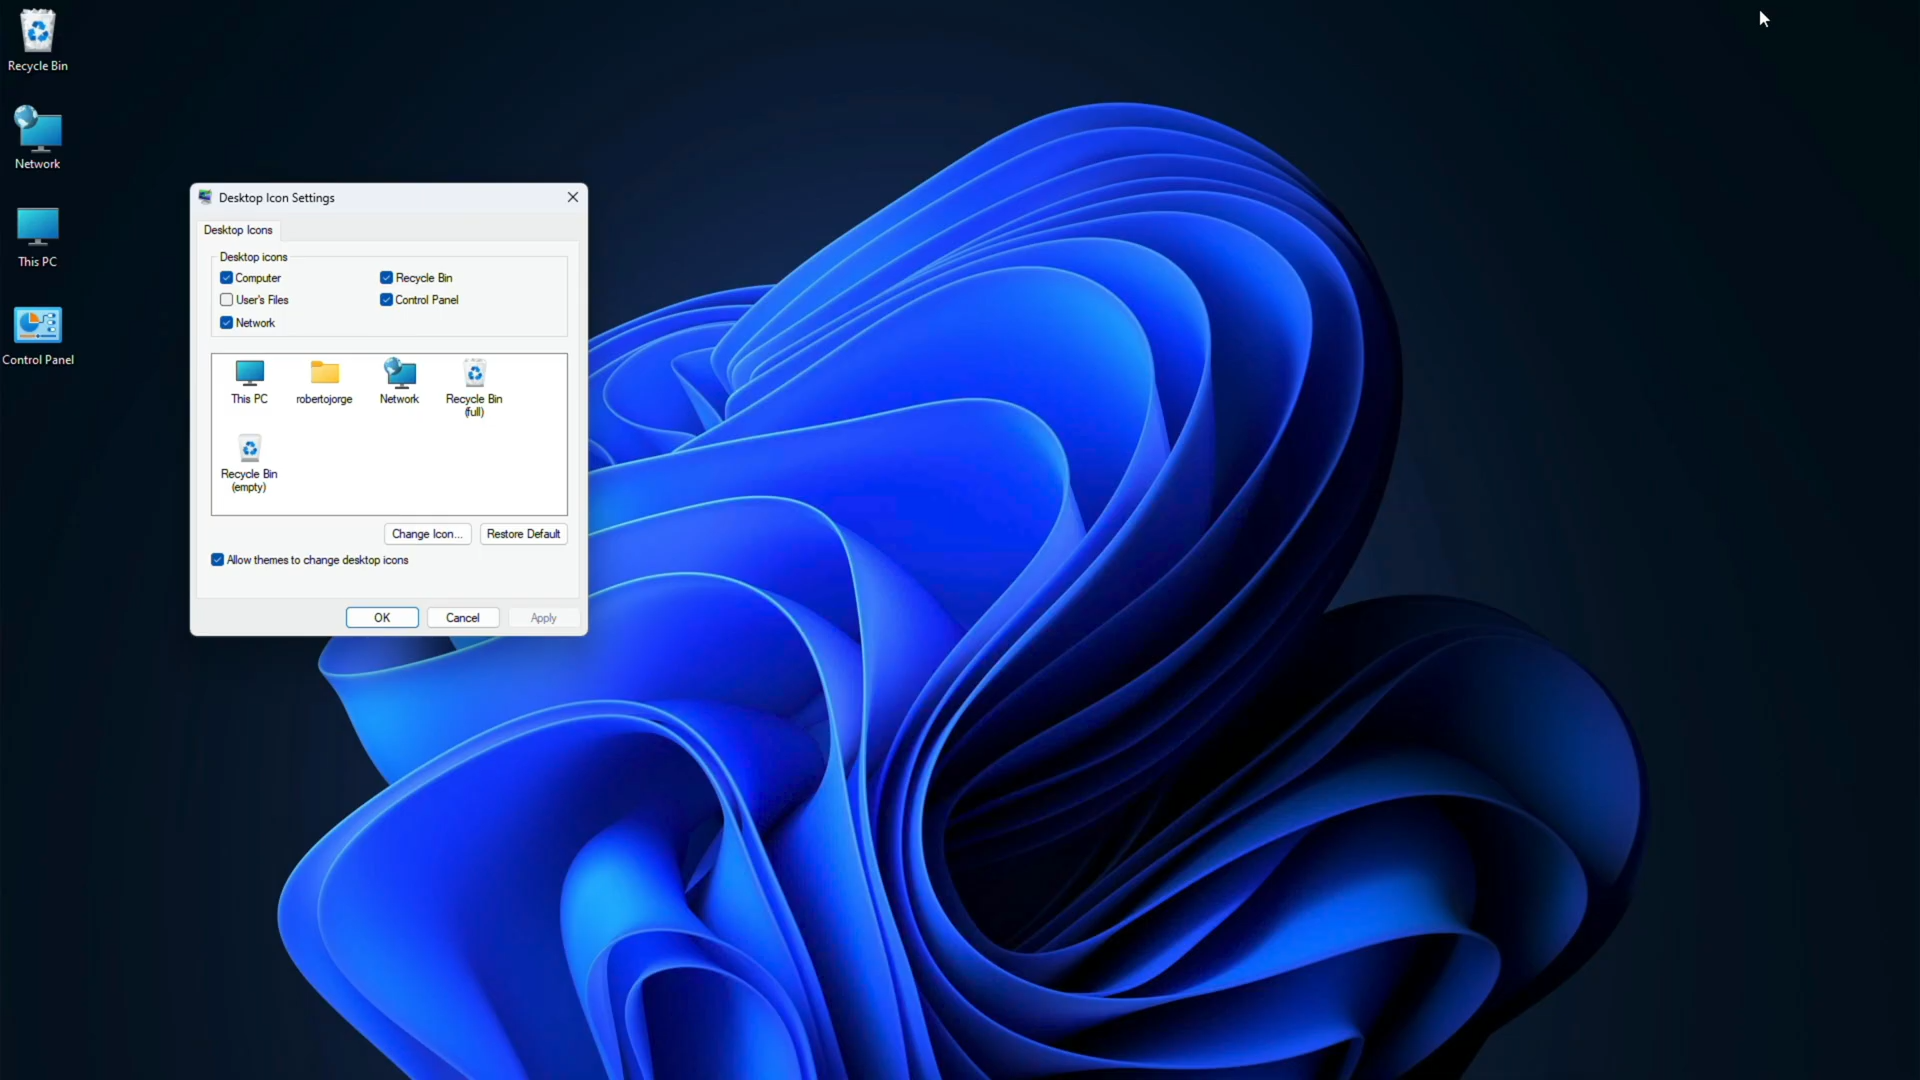 Recycle Bin
Network
This PC
Control Panel
Desktop Icon Settings
Desktop Icons
Desktop icons
Computer
Recycle Bin
User's Files
Control Panel
Network
This PC
robertojorge
Network
Recycle Bin
(full)
Recycle Bin
(empty)
Change Icon...
Restore Default
Allow themes to change desktop icons
OK
Cancel
Apply